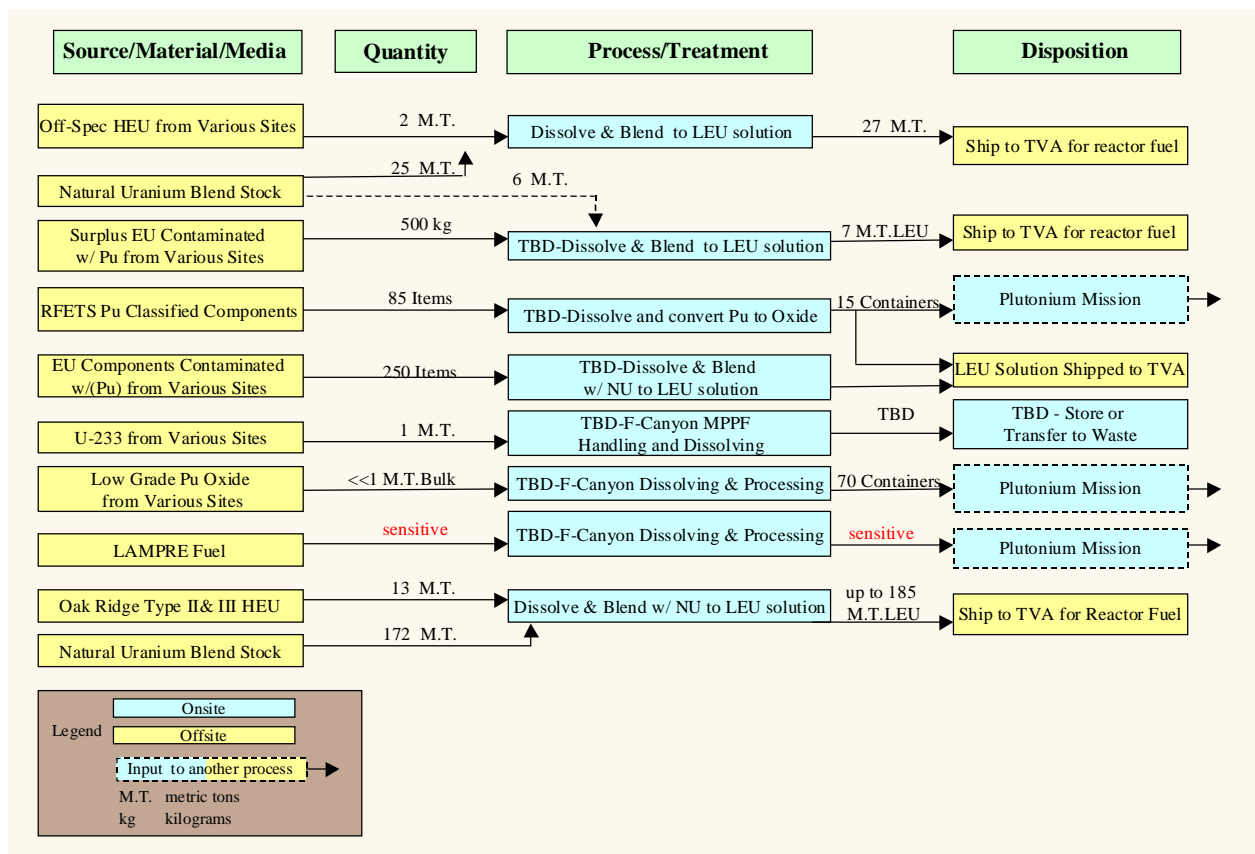 Source/Material/Media
Quantity
Process/Treatment
Disposition
Off-Spec HEU from Various Sites
2 M.T.
Dissolve & Blend to LEU solution
27 M.T.
Ship to TVA for reactor fuel
Natural Uranium Blend Stock
25 M.T.
6 M.T.
Surplus EU Contaminated
w/ Pu from Various Sites
500 kg
TBD-Dissolve & Blend to LEU solution
7 M.T.LEU
Ship to TVA for reactor fuel
RFETS Pu Classified Components
85 Items
TBD-Dissolve and convert Pu to Oxide
15 Containers
Plutonium Mission
EU Components Contaminated
w/(Pu) from Various Sites
250 Items
TBD-Dissolve & Blend
w/ NU to LEU solution
LEU Solution Shipped to TVA
U-233 from Various Sites
1 M.T.
TBD-F-Canyon MPPF
Handling and Dissolving
TBD
TBD - Store or
Transfer to Waste
Low Grade Pu Oxide
from Various Sites
<<1 M.T.Bulk
TBD-F-Canyon Dissolving & Processing
70 Containers
Plutonium Mission
LAMPRE Fuel
sensitive
TBD-F-Canyon Dissolving & Processing
sensitive
Plutonium Mission
Oak Ridge Type II& III HEU
13 M.T.
Dissolve & Blend w/ NU to LEU solution
up to 185
M.T.LEU
Ship to TVA for Reactor Fuel
Natural Uranium Blend Stock
172 M.T.
Legend
Onsite
Offsite
Input to another process
M.T. metric tons
kg kilograms